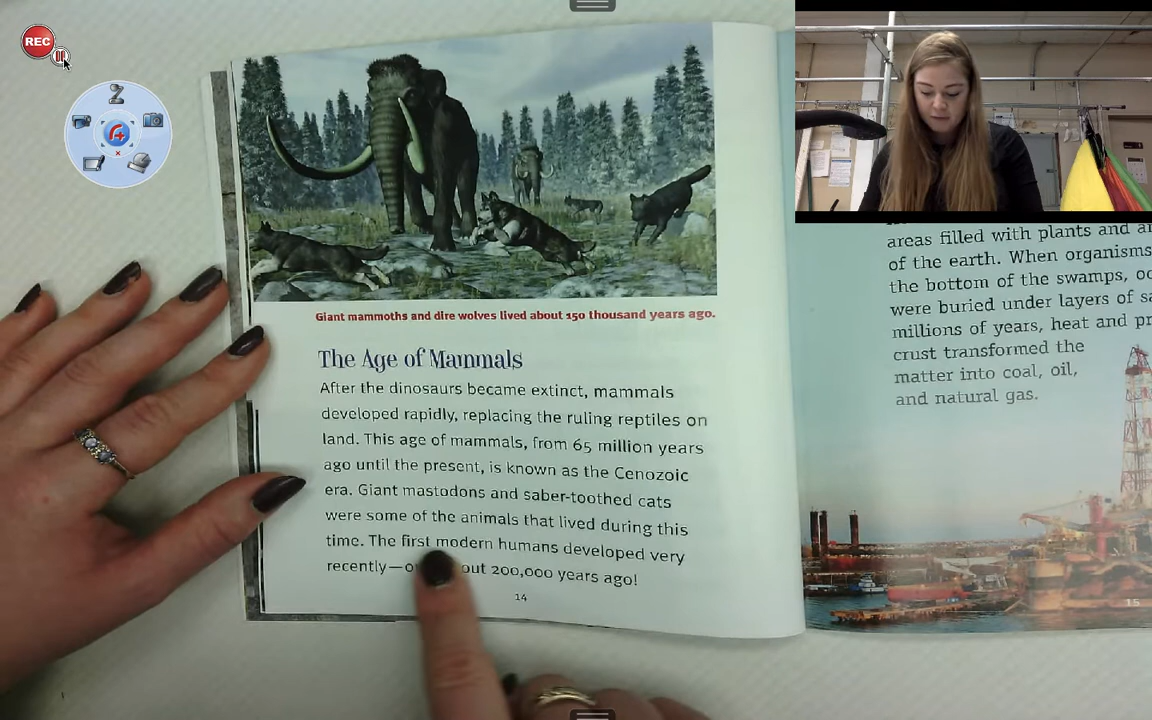 REC
Giant mammoths and dire wolves lived about 150 thousand years ago.
The Age of Mammals
After the dinosaurs became extinct, mammals
developed rapidly, replacing the ruling reptiles on
land. This age of mammals, from 65 million years
ago until the present, is known as the Cenozoic
era. Giant mastodons and saber-toothed cats
were some of the animals that lived during this
time. The first modern humans developed very
recently— 200,000 years ago!
14
areas filled with plants and
of the earth. When organisms
the bottom of the swamps,
were buried under layers of
millions of years, heat and
crust transformed the
matter into coal, oil,
and natural gas.
15